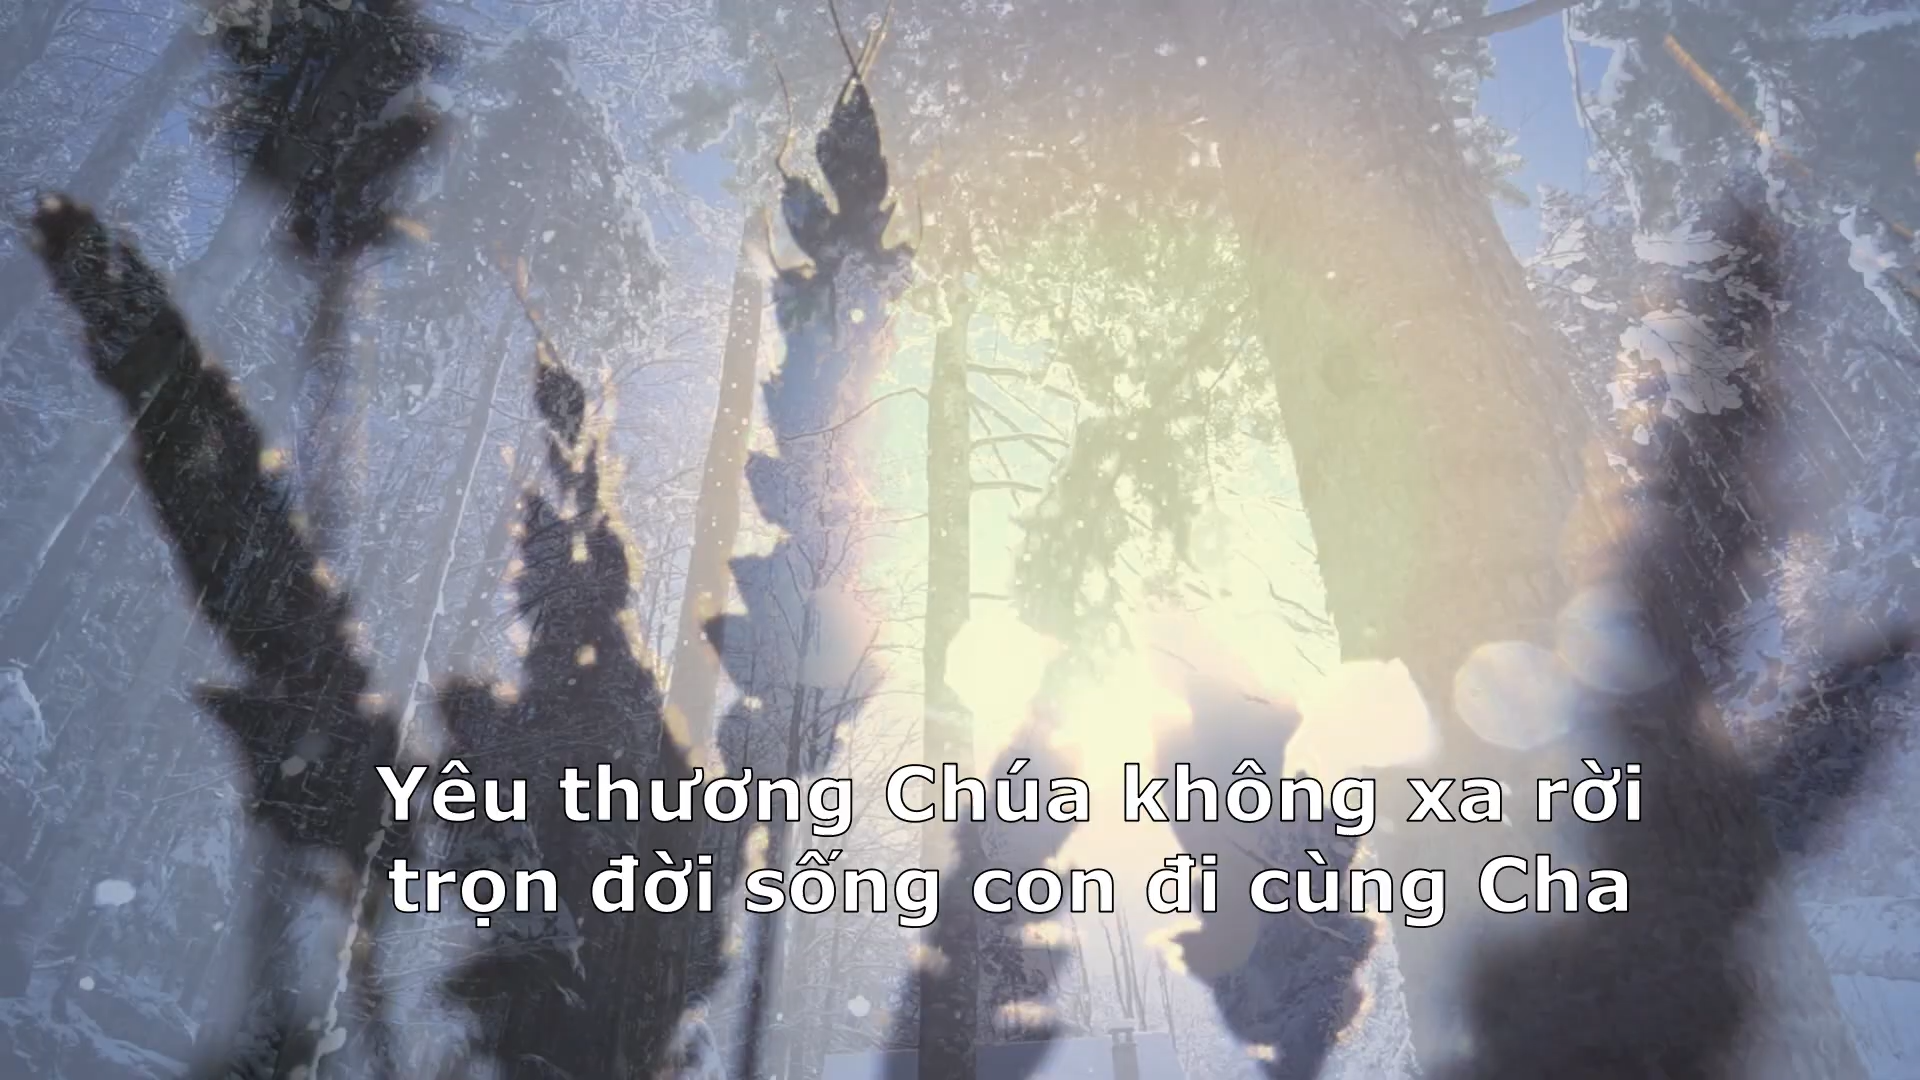 Yêu thương Chúa không xa rời
trọn đời sống con đi cùng Cha